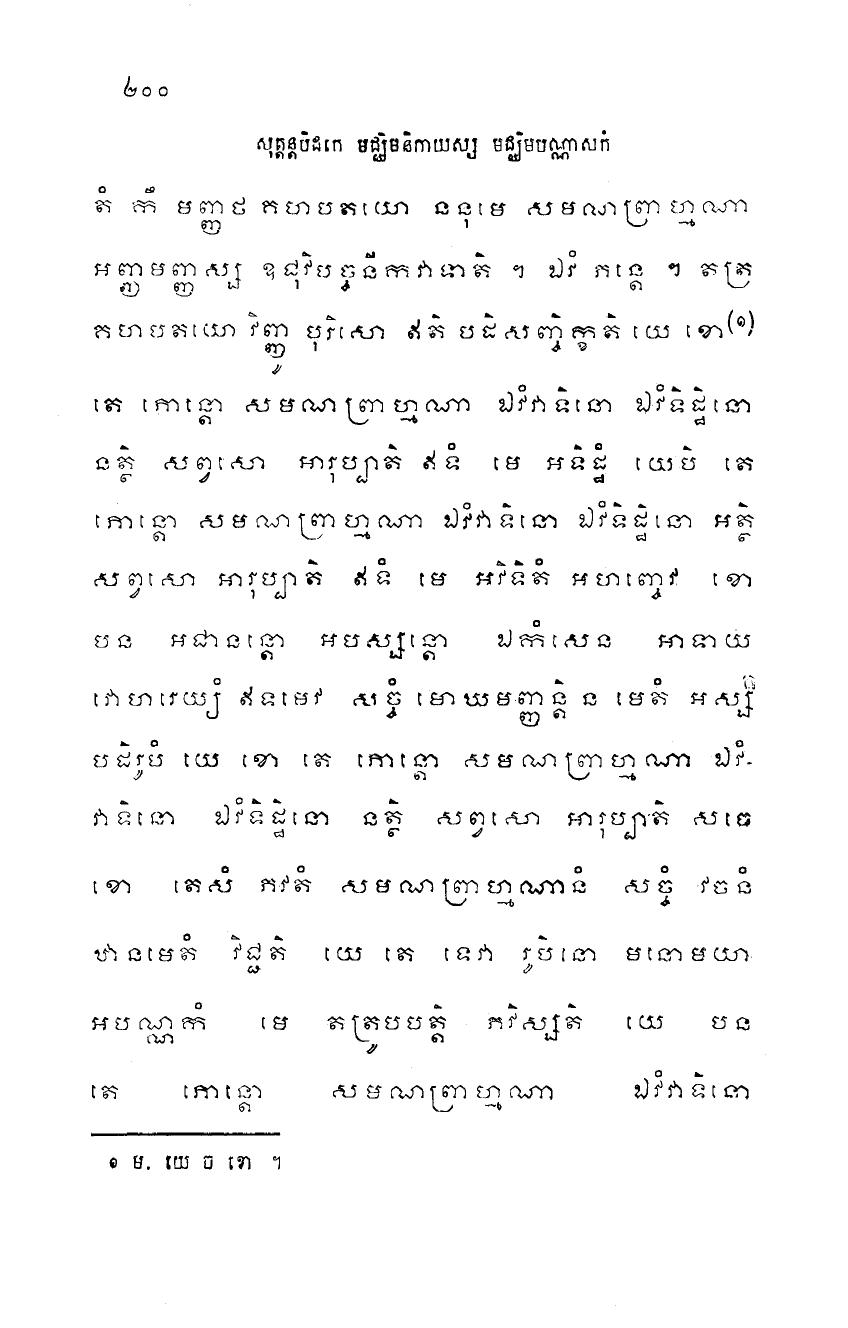 ២០០
សុត្តន្តបិដកេ មជ្ឈិមនិកាយស្ស មជ្ឈិមបណ្ណាសកំ
តំ កឹ មញ្ញថ គហបតយោ ននុមេ សមណព្រាហ្មណា
អញ្ញមញ្ញស្ស ឧជុវិបច្ចនីកវាទាតិ ។ ឯវំ ភន្តេ ។ តត្រ
គហបតយោ វិញ្ញូ បុរិសោ ឥតិ បដិសញ្ចិក្ខតិ យេ ខោ(១)
តេ ភោន្តោ សមណព្រាហ្មណា ឯវំវាទិនោ ឯវំទិដ្ឋិនោ
នត្ថិ សព្វសោ អារុប្បាតិ ឥទំ មេ អទិដ្ឋំ យេបិ តេ
ភោន្តោ សមណព្រាហ្មណា ឯវំវាទិនោ ឯវំទិដ្ឋិនោ អត្ថិ
សព្វសោ អារុប្បាតិ ឥទំ មេ អវិទិតំ អហញ្ចេវ ខោ
បន អជានន្តោ អបស្សន្តោ ឯកំសេន អាទាយ
វោហរេយ្យំ ឥទមេវ សច្ចំ មោឃមញ្ញន្តិ ន មេតំ អស្ស
បដិរូបំ យេ ខោ តេ ភោន្តោ សមណព្រាហ្មណា ឯវំ-
វាទិនោ ឯវំទិដ្ឋិនោ នត្ថិ សព្វសោ អារុប្បាតិ សចេ
ខោ តេសំ ភវតំ សមណព្រាហ្មណានំ សច្ចំ វចនំ
ឋានមេតំ វិជ្ជតិ យេ តេ ទេវា រូបិនោ មនោមយា
អបណ្ណកំ មេ តត្រូបបត្តិ ភវិស្សតិ យេ បន
តេ ភោន្តោ សមណព្រាហ្មណា ឯវំវាទិនោ
១ ម. យេ ច ខោ ។